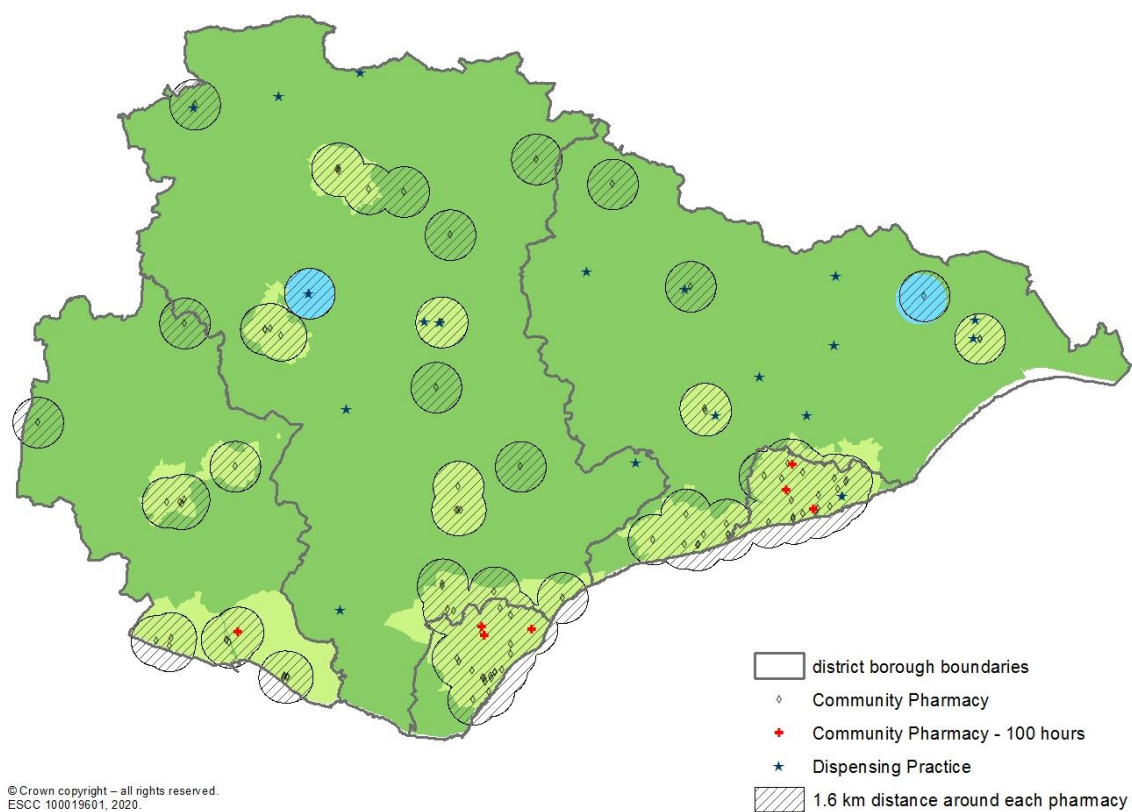 district borough boundaries
Community Pharmacy
Community Pharmacy - 100 hours
Dispensing Practice
1.6 km distance around each pharmacy
© Crown copyright – all rights reserved.
ESCC 100019601, 2020.